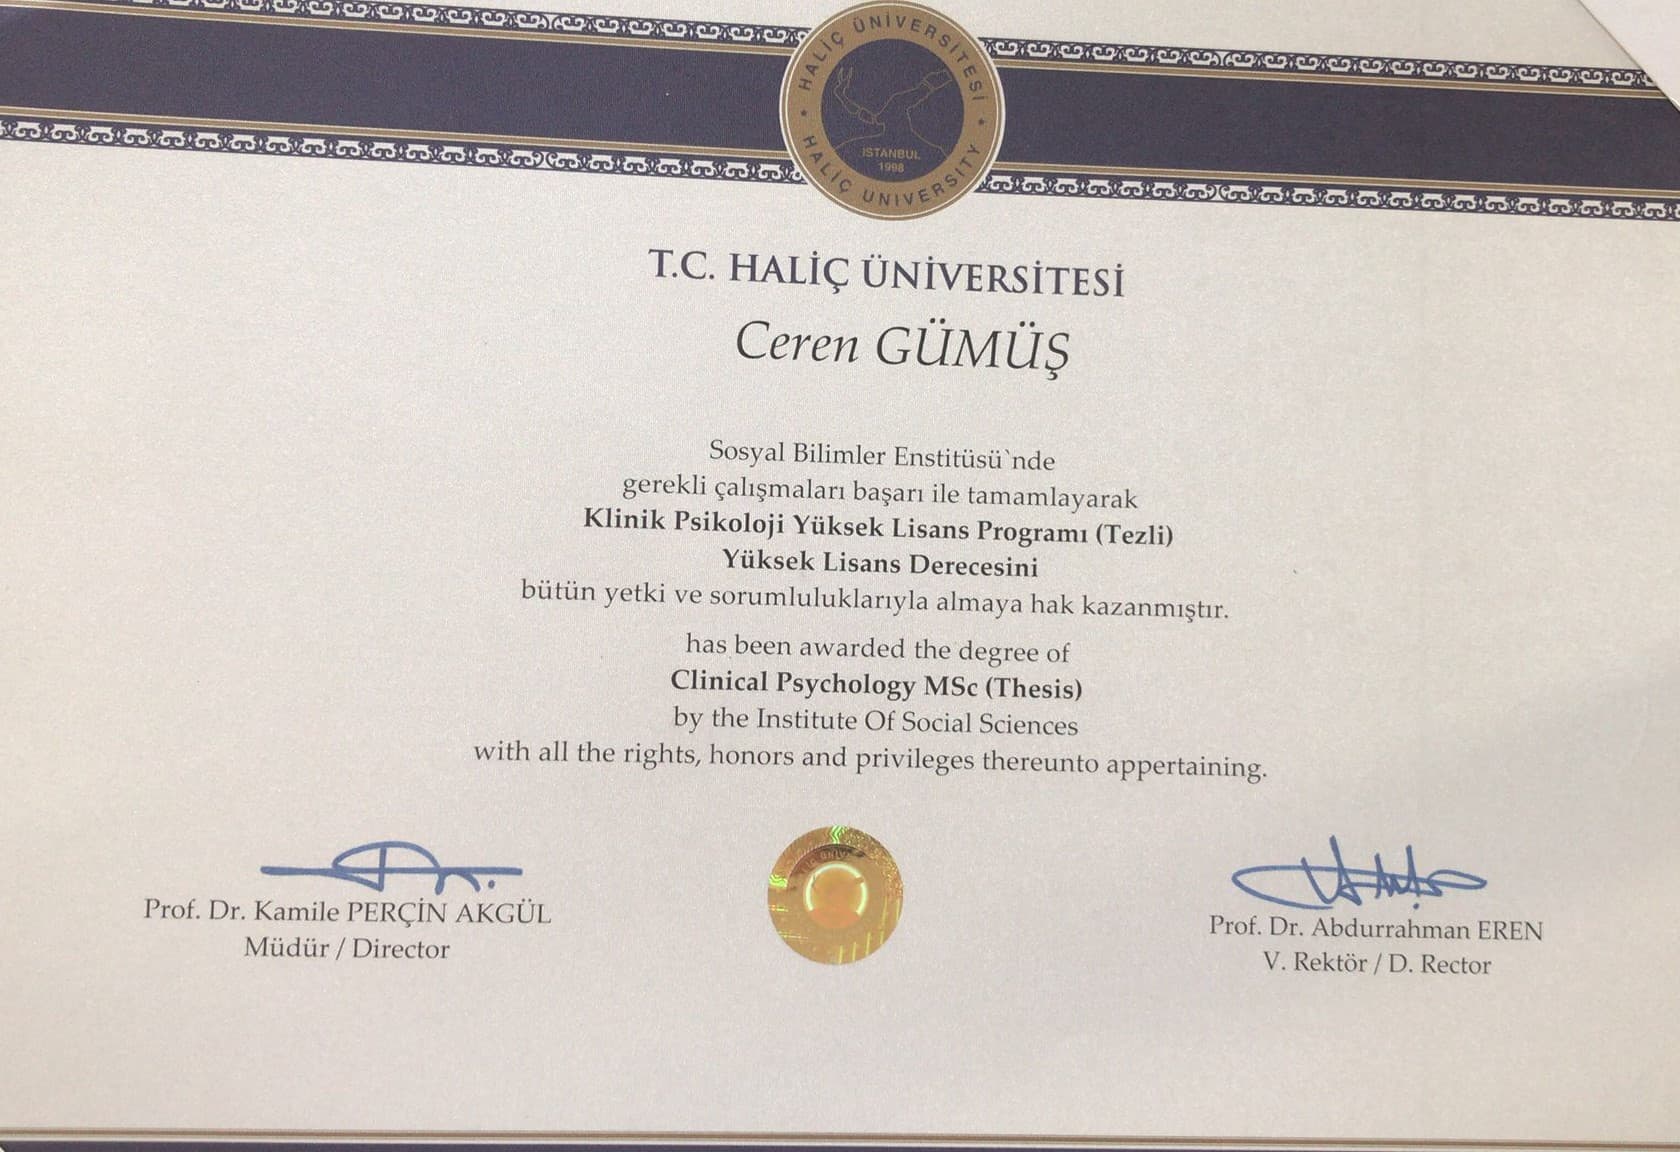 HALİÇ ÜNİVERSİTESİ
İSTANBUL
1998
HALİÇ UNIVERSITY
T.C. HALİÇ ÜNİVERSİTESİ
Ceren GÜMÜŞ
Sosyal Bilimler Enstitüsü`nde
gerekli çalışmaları başarı ile tamamlayarak
Klinik Psikoloji Yüksek Lisans Programı (Tezli)
Yüksek Lisans Derecesini
bütün yetki ve sorumluluklarıyla almaya hak kazanmıştır.
has been awarded the degree of
Clinical Psychology MSc (Thesis)
by the Institute Of Social Sciences
with all the rights, honors and privileges thereunto appertaining.
Prof. Dr. Kamile PERÇİN AKGÜL
Müdür / Director
Prof. Dr. Abdurrahman EREN
V. Rektör / D. Rector